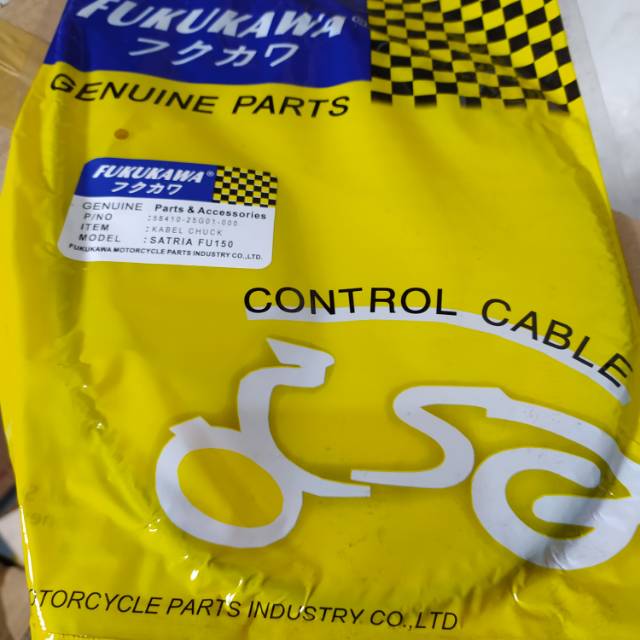 FUKUKAWA®
フクカワ
GENUINE PARTS
FUKUKAWA®
フクカワ
GENUINE Parts & Accessories
P/NO :58410-25G01-000
ITEM :KABEL CHUCK
MODEL :SATRIA FU150
FUKUKAWA MOTORCYCLE PARTS INDUSTRY CO.,LTD.
CONTROL CABLE
PARTS INDUSTRY CO.,LTD